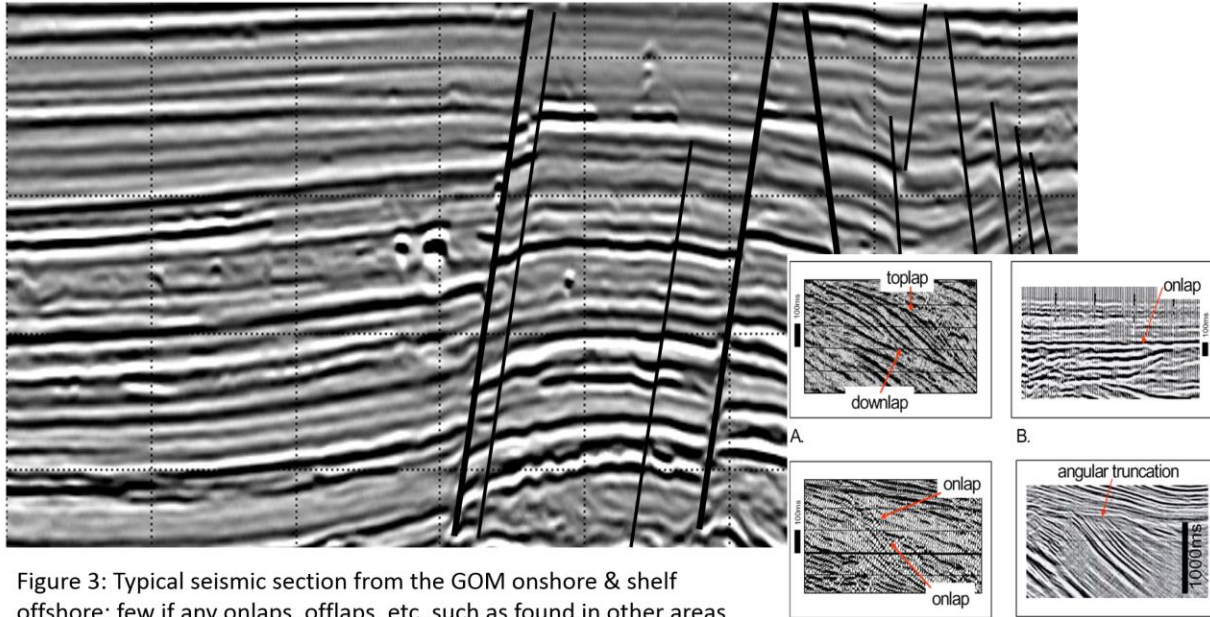 toplap
100ms
downlap
A.
onlap
100ms
B.
onlap
100ms
onlap
angular truncation
1000ms
Figure 3: Typical seismic section from the GOM onshore & shelf
offshore: few if any onlaps, offlaps, etc. such as found in other areas